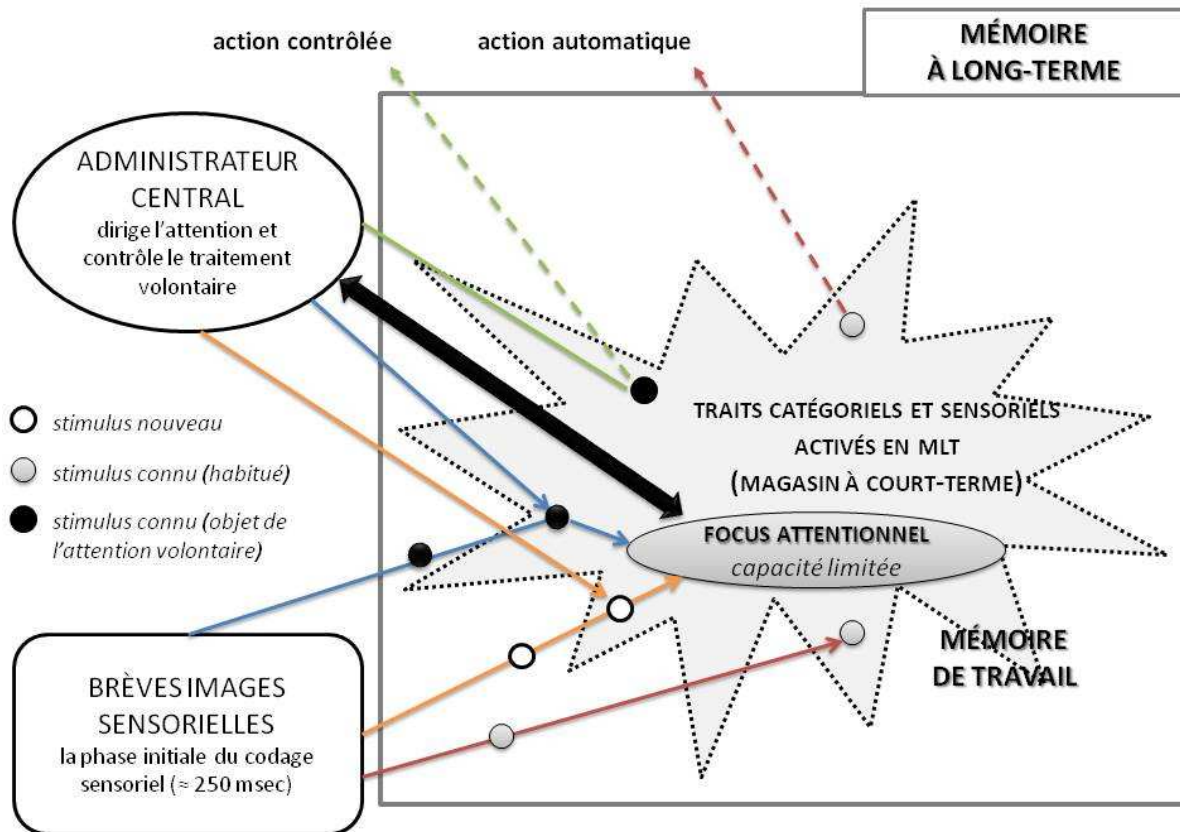 action contrôlée
action automatique
MÉMOIRE
À LONG-TERME
ADMINISTRATEUR
CENTRAL
dirige l'attention et
contrôle le traitement
volontaire
stimulus nouveau
stimulus connu (habitué)
stimulus connu (objet de
l'attention volontaire)
TRAITS CATÉGORIELS ET SENSORIELS
ACTIVÉS EN MLT
(MAGASIN À COURT-TERME)
FOCUS ATTENTIONNEL
capacité limitée
MÉMOIRE
DE TRAVAIL
BRÈVES IMAGES
SENSORIELLES
la phase initiale du codage
sensoriel (≈ 250 msec)